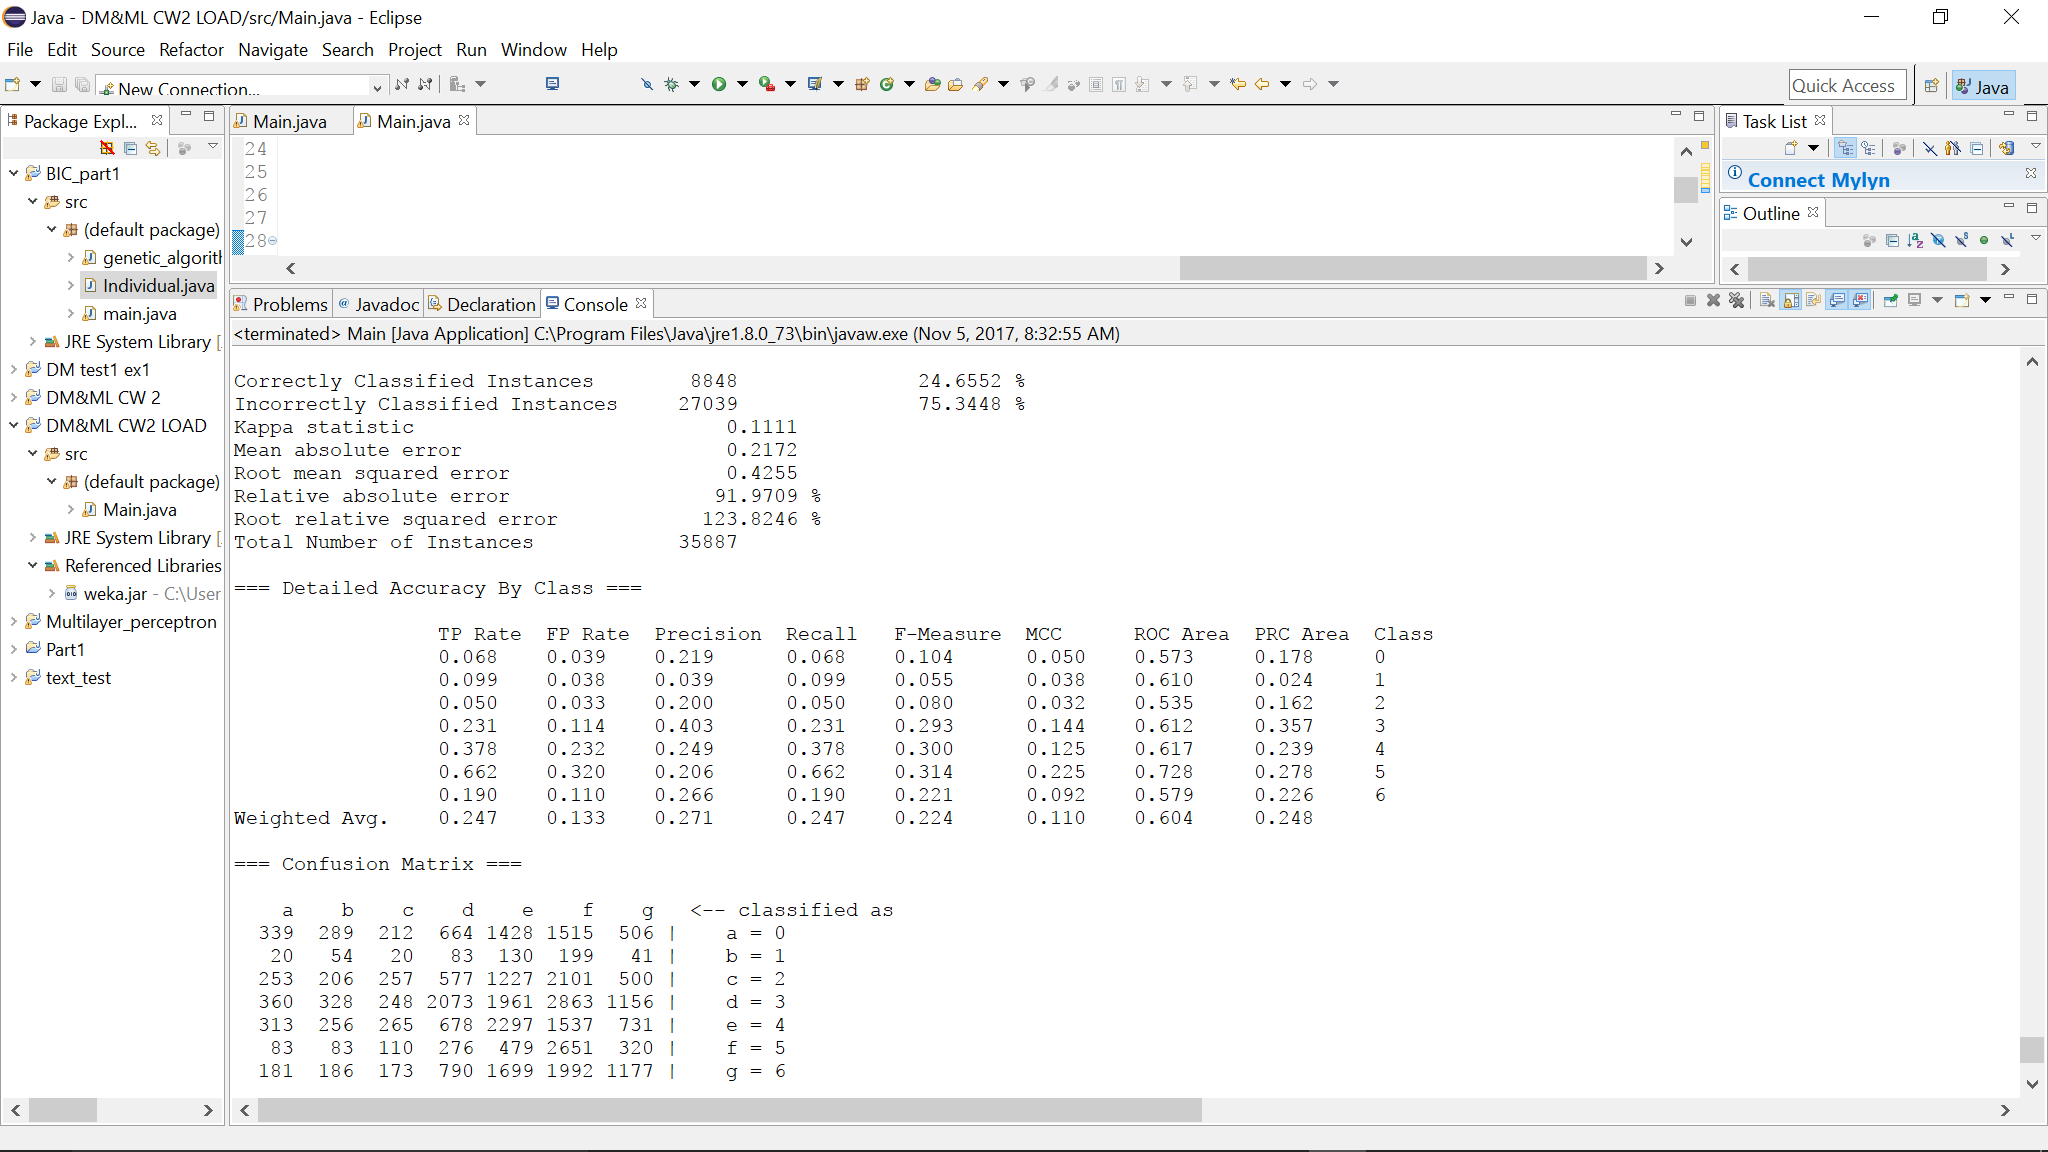 Java - DM&ML CW2 LOAD/src/Main.java - Eclipse
File Edit Source Refactor Navigate Search Project Run Window Help
New Connection...
Quick Access
Java
Package Expl...
BIC_part1
src
(default package)
genetic_algorith
Individual.java
main.java
JRE System Library [
DM test1 ex1
DM&ML CW 2
DM&ML CW2 LOAD
src
(default package)
Main.java
JRE System Library [
Referenced Libraries
weka.jar - C:\User
Multilayer_perceptron
Part1
text_test
Main.java Main.java
24
25
26
27
28
Task List
Connect Mylyn
Outline
Problems @ Javadoc Declaration Console
<terminated> Main [Java Application] C:\Program Files\Java\jre1.8.0_73\bin\javaw.exe (Nov 5, 2017, 8:32:55 AM)
Correctly Classified Instances 8848 24.6552 %
Incorrectly Classified Instances 27039 75.3448 %
Kappa statistic 0.1111
Mean absolute error 0.2172
Root mean squared error 0.4255
Relative absolute error 91.9709 %
Root relative squared error 123.8246 %
Total Number of Instances 35887
=== Detailed Accuracy By Class ===
TP Rate FP Rate Precision Recall F-Measure MCC ROC Area PRC Area Class
0.068 0.039 0.219 0.068 0.104 0.050 0.573 0.178 0
0.099 0.038 0.039 0.099 0.055 0.038 0.610 0.024 1
0.050 0.033 0.200 0.050 0.080 0.032 0.535 0.162 2
0.231 0.114 0.403 0.231 0.293 0.144 0.612 0.357 3
0.378 0.232 0.249 0.378 0.300 0.125 0.617 0.239 4
0.662 0.320 0.206 0.662 0.314 0.225 0.728 0.278 5
0.190 0.110 0.266 0.190 0.221 0.092 0.579 0.226 6
Weighted Avg. 0.247 0.133 0.271 0.247 0.224 0.110 0.604 0.248
=== Confusion Matrix ===
a b c d e f g <-- classified as
339 289 212 664 1428 1515 506 | a = 0
20 54 20 83 130 199 41 | b = 1
253 206 257 577 1227 2101 500 | c = 2
360 328 248 2073 1961 2863 1156 | d = 3
313 256 265 678 2297 1537 731 | e = 4
83 83 110 276 479 2651 320 | f = 5
181 186 173 790 1699 1992 1177 | g = 6